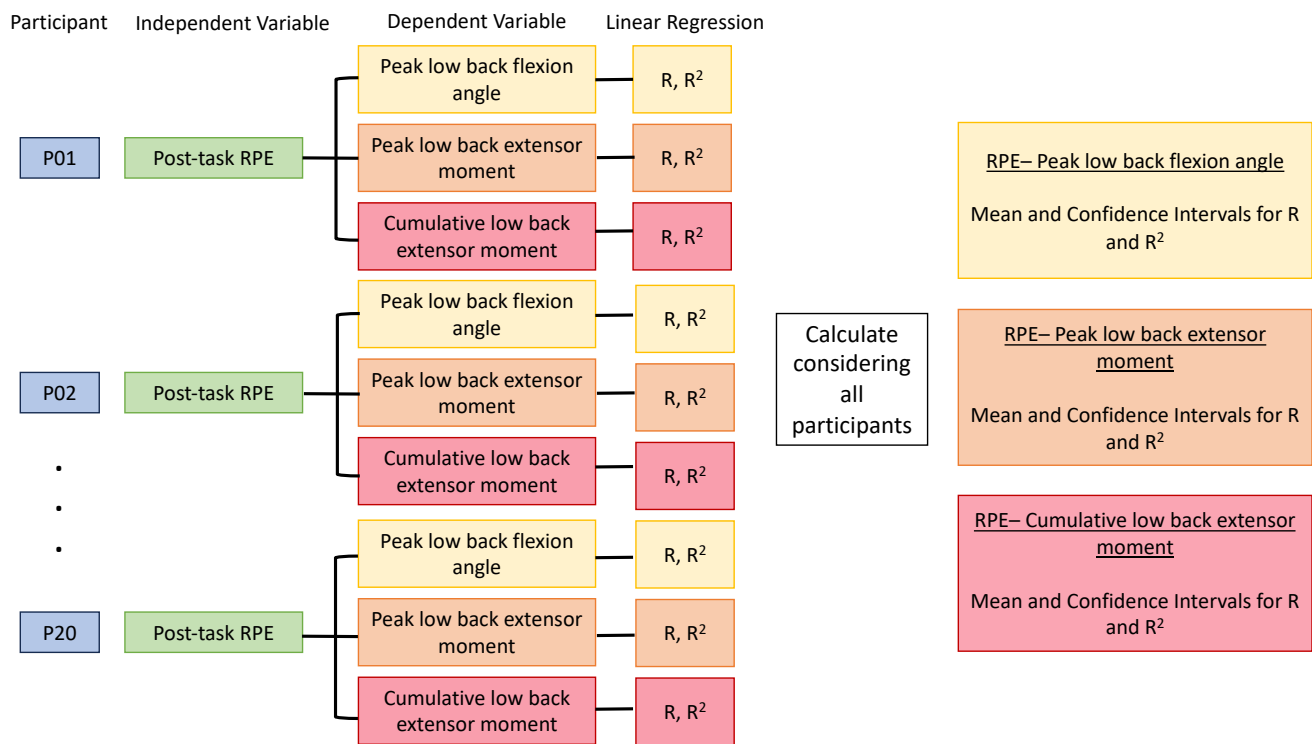 Participant
Independent Variable
Dependent Variable
Linear Regression
P01
Post-task RPE
Peak low back flexion
angle
R, R²
Peak low back extensor
moment
R, R²
Cumulative low back
extensor moment
R, R²
P02
Post-task RPE
Peak low back flexion
angle
R, R²
Peak low back extensor
moment
R, R²
Cumulative low back
extensor moment
R, R²
.
.
.
P20
Post-task RPE
Peak low back flexion
angle
R, R²
Peak low back extensor
moment
R, R²
Cumulative low back
extensor moment
R, R²
Calculate
considering
all
participants
RPE– Peak low back flexion angle
Mean and Confidence Intervals for R
and R²
RPE– Peak low back extensor
moment
Mean and Confidence Intervals for R
and R²
RPE– Cumulative low back extensor
moment
Mean and Confidence Intervals for R
and R²